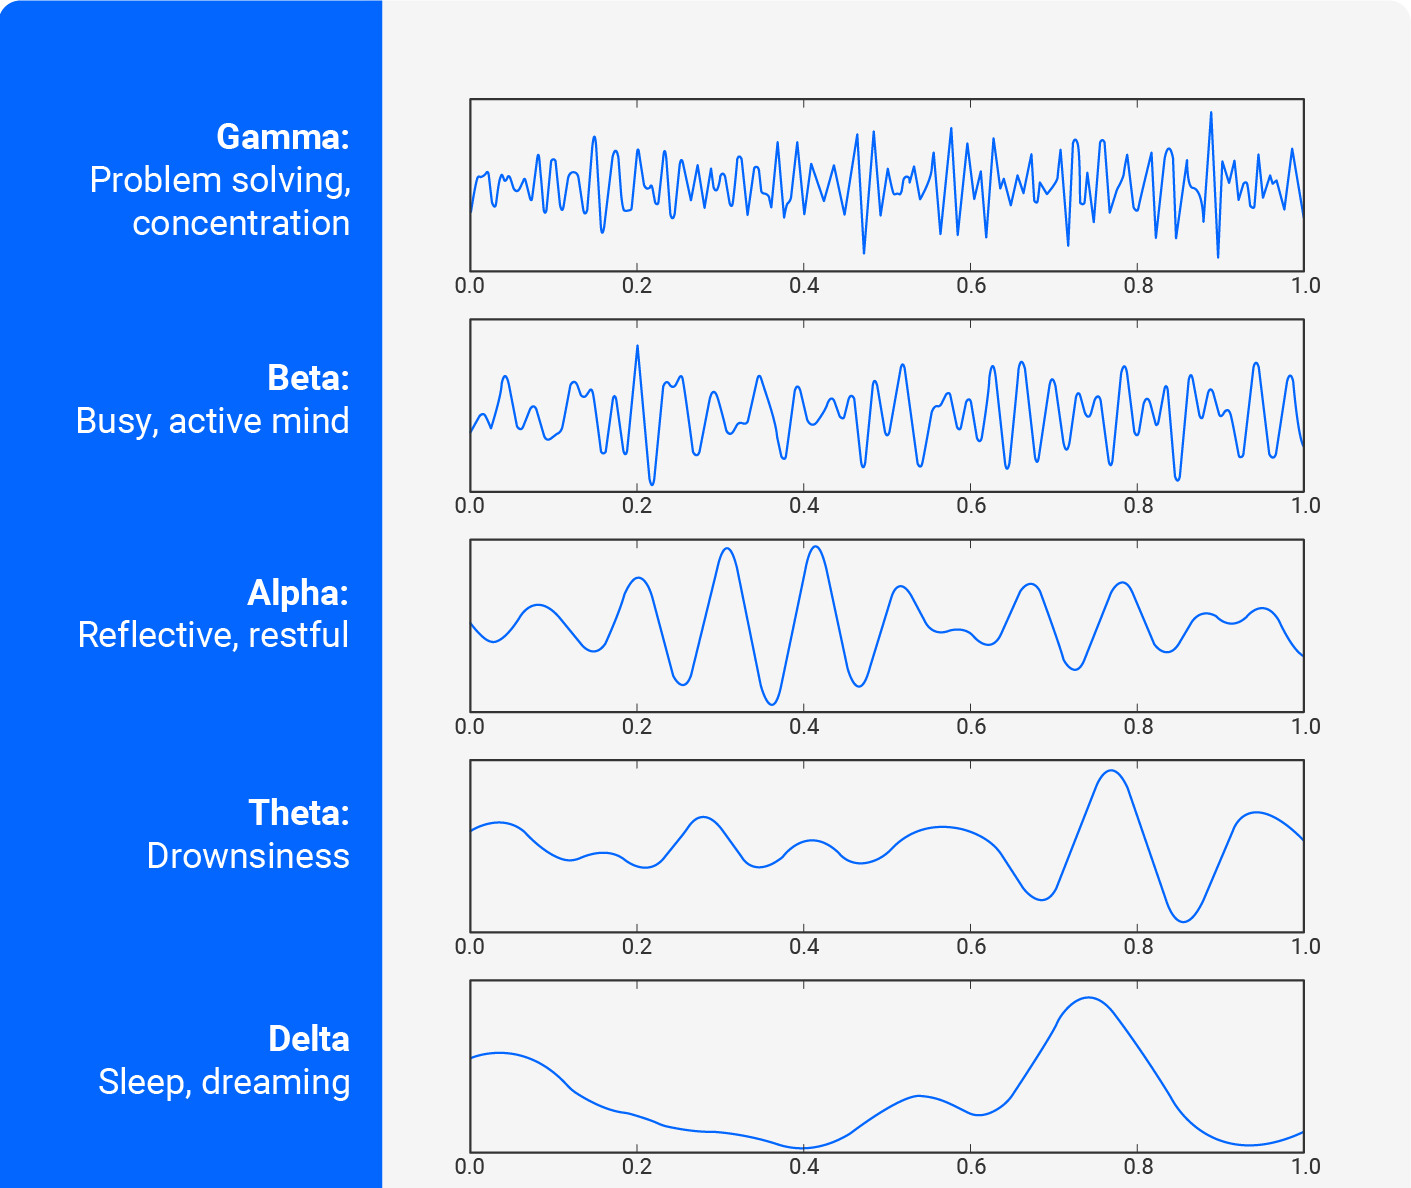 Gamma:
Problem solving,
concentration
0.0 0.2 0.4 0.6 0.8 1.0
Beta:
Busy, active mind
0.0 0.2 0.4 0.6 0.8 1.0
Alpha:
Reflective, restful
0.0 0.2 0.4 0.6 0.8 1.0
Theta:
Drownsiness
0.0 0.2 0.4 0.6 0.8 1.0
Delta
Sleep, dreaming
0.0 0.2 0.4 0.6 0.8 1.0